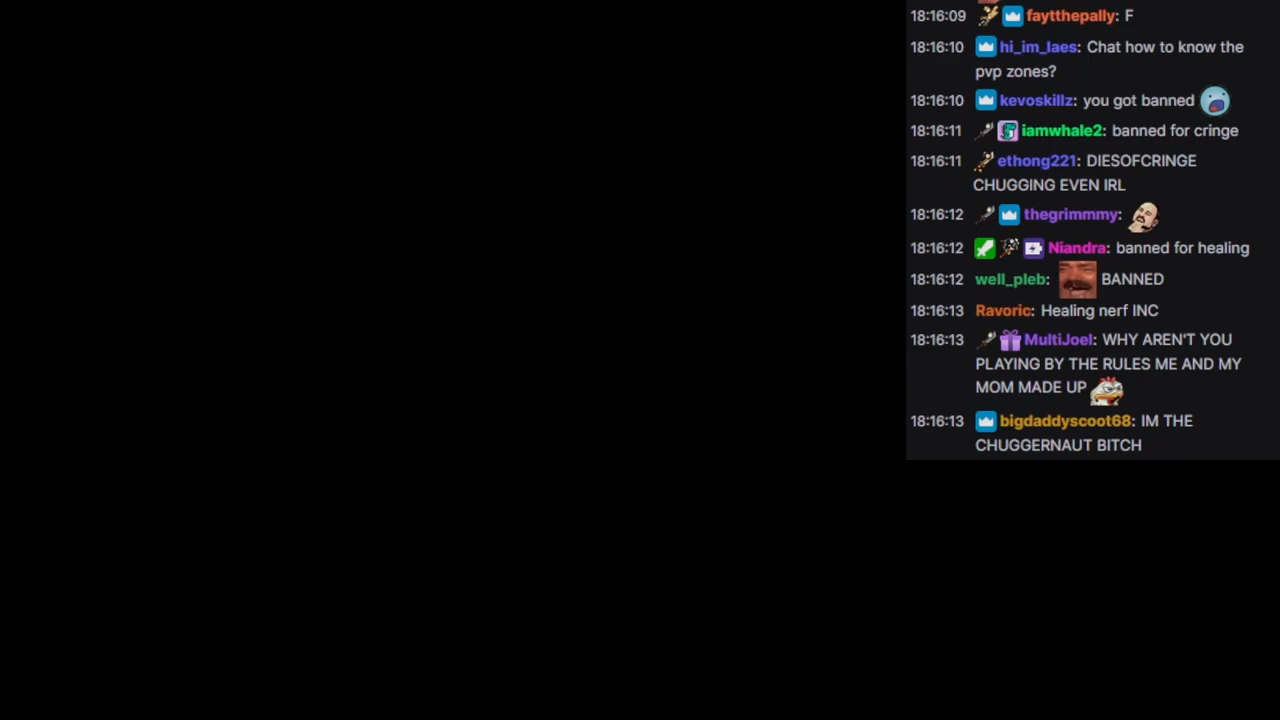 18:16:09 faytthepally: F
18:16:10 hi_im_laes: Chat how to know the
pvp zones?
18:16:10 kevoskillz: you got banned
18:16:11 iamwhale2: banned for cringe
18:16:11 ethong221: DIESOFCRINGE
CHUGGING EVEN IRL
18:16:12 thegrimmmy:
18:16:12 Niandra: banned for healing
18:16:12 well_pleb: BANNED
18:16:13 Ravoric: Healing nerf INC
18:16:13 MultiJoel: WHY AREN'T YOU
PLAYING BY THE RULES ME AND MY
MOM MADE UP
18:16:13 bigdaddyscoot68: IM THE
CHUGGERNAUT BITCH